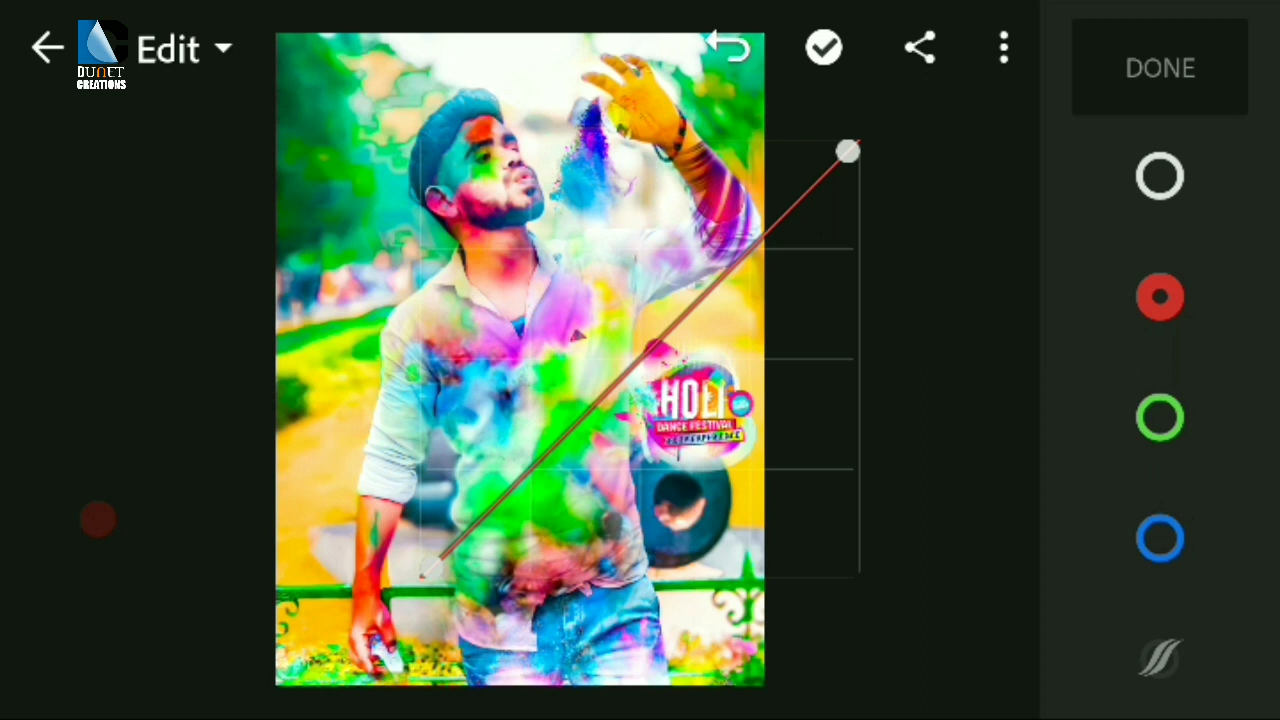 Edit
DUNET
CREATIONS
DONE
HOLI
DANCE FESTIVAL